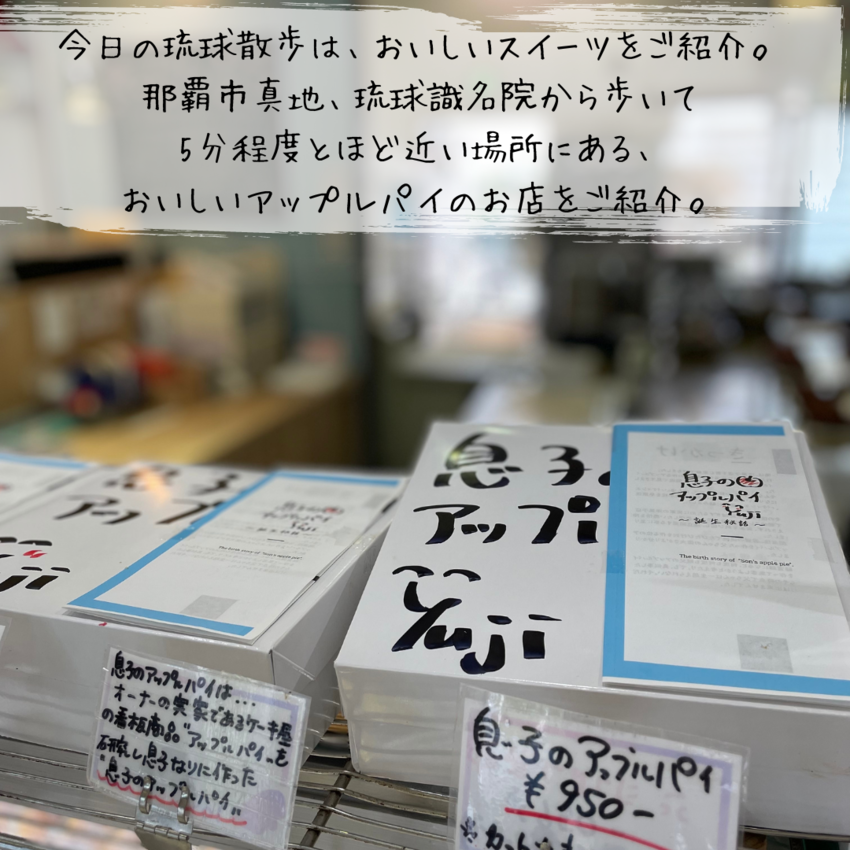 今日の琉球散歩は、おいしいスイーツをご紹介。
那覇市真地、琉球識名院から歩いて
5分程度とほど近い場所にある、
おいしいアップルパイのお店をご紹介。
息子
アップ
uji
息子の
アップ
Yuji
息子の
アップルパイ
Yuji
〜誕生秘話〜
The birth story of "son's apple pie".
息子のアップルパイは…
オーナーの実家であるケーキ屋
の看板商品"アップルパイ"を
研究し息子なりに作った
"息子のアップルパイ"
息子のアップルパイ
¥950-